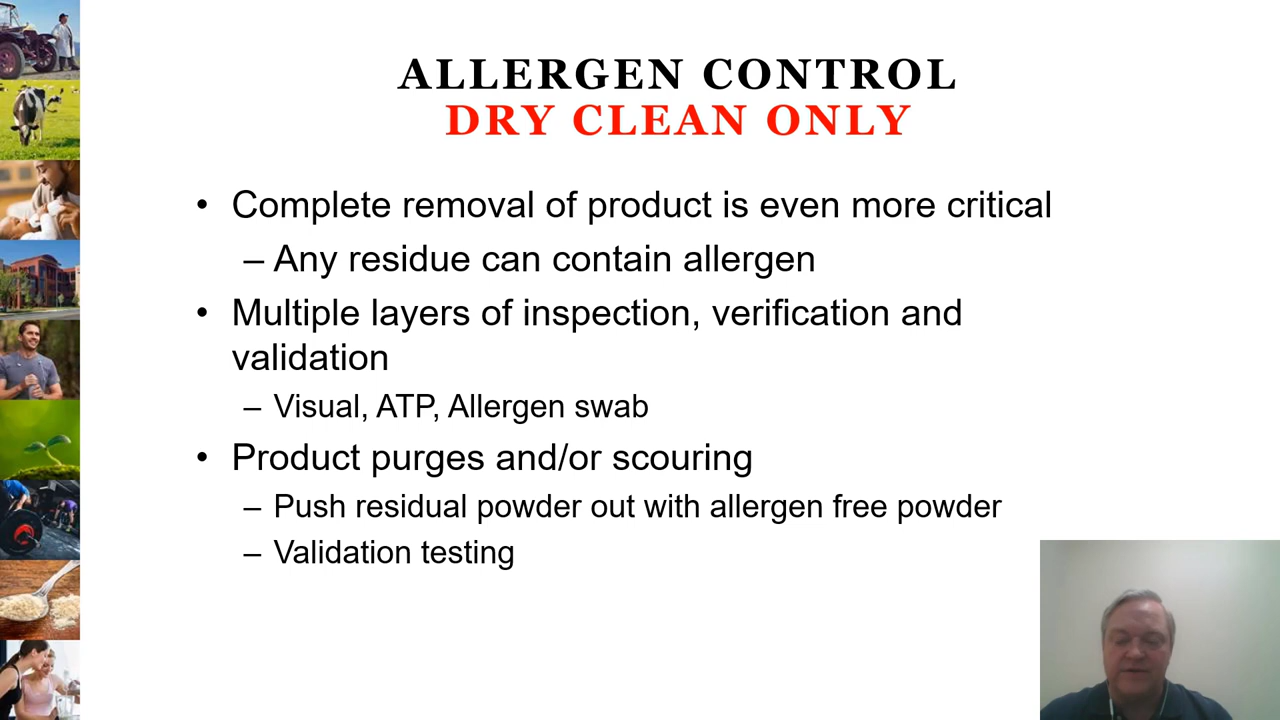 ALLERGEN CONTROL
DRY CLEAN ONLY
• Complete removal of product is even more critical
– Any residue can contain allergen
• Multiple layers of inspection, verification and
validation
– Visual, ATP, Allergen swab
• Product purges and/or scouring
– Push residual powder out with allergen free powder
– Validation testing